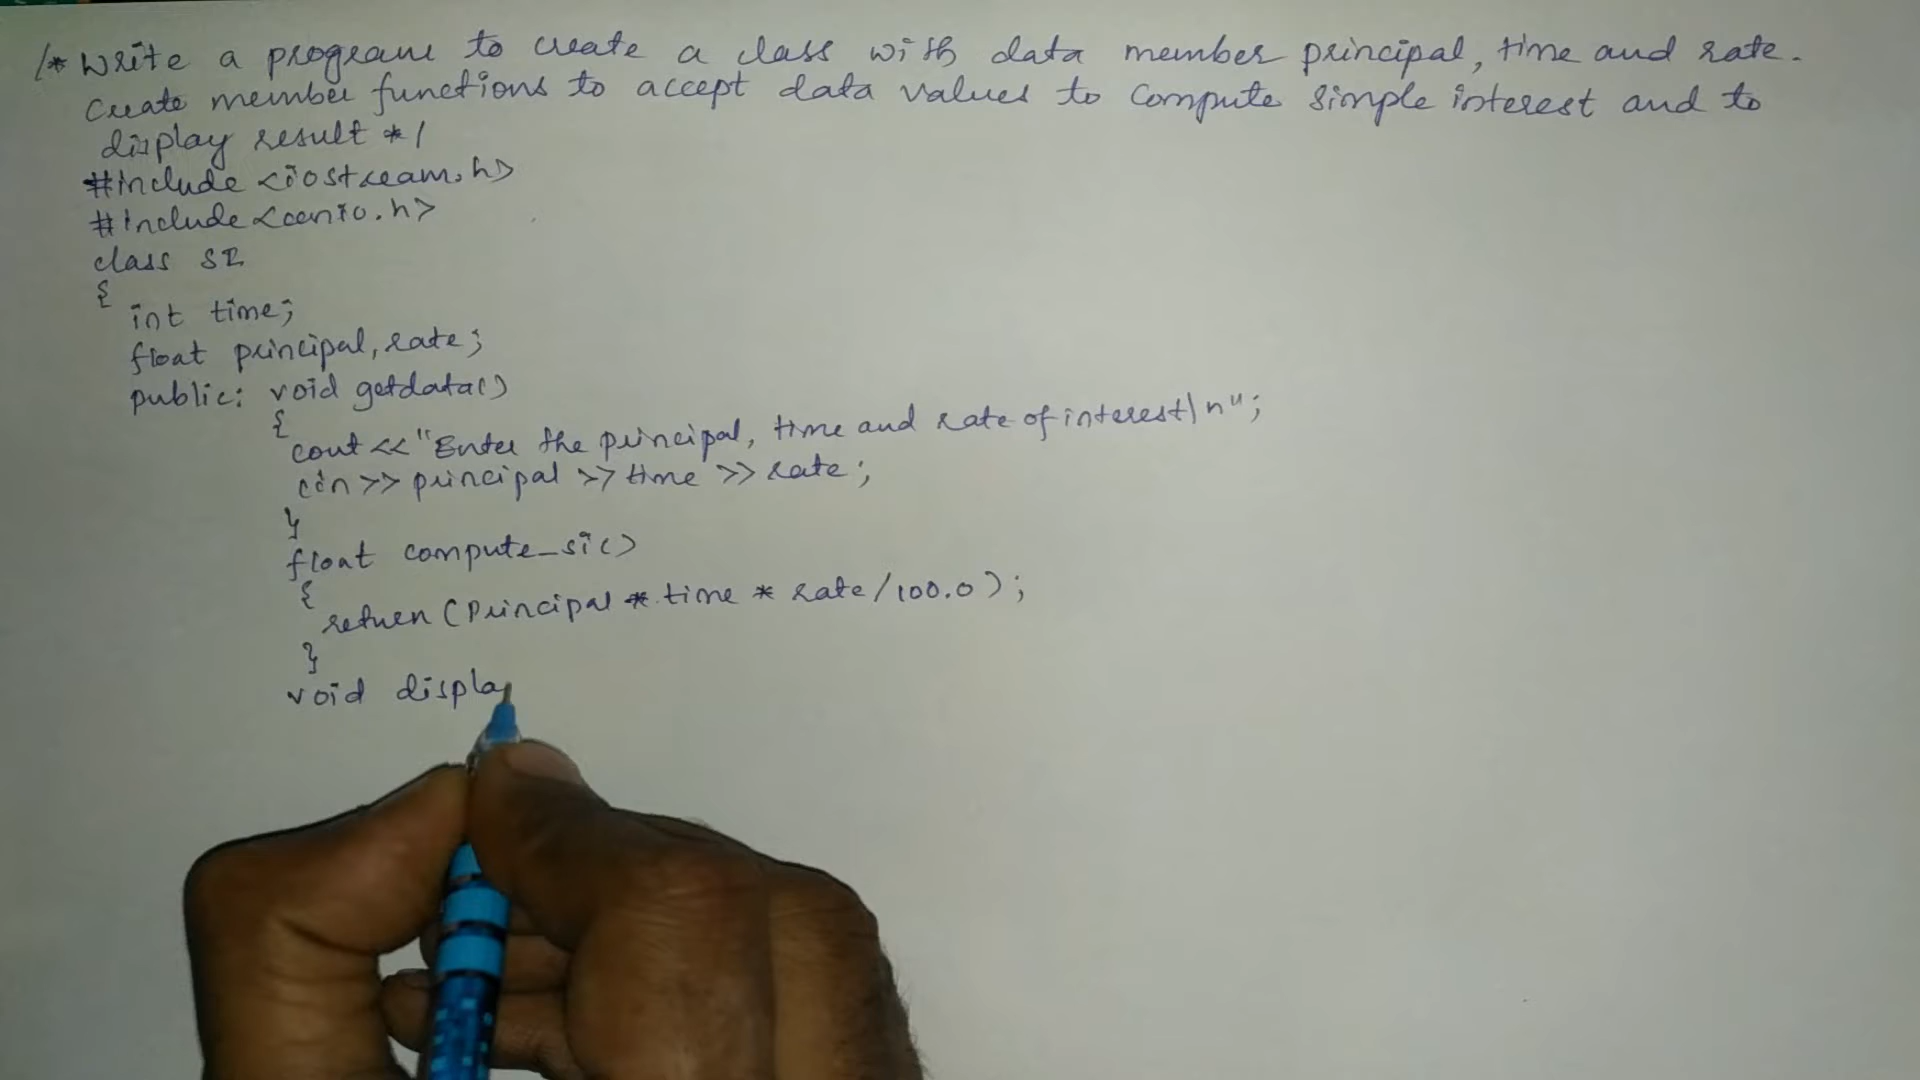 /* Write a program to create a class with data member principal, time and rate.
Create member functions to accept data values to compute simple interest and to
display result */
#include <iostream.h>
#include <conio.h>
class SI
{
int time;
float principal, rate;
public: void getdata()
{
cout << "Enter the principal, time and rate of interest\n";
cin >> principal >> time >> rate;
}
float compute_si()
{
return (Principal * time * rate/100.0);
}
void displa